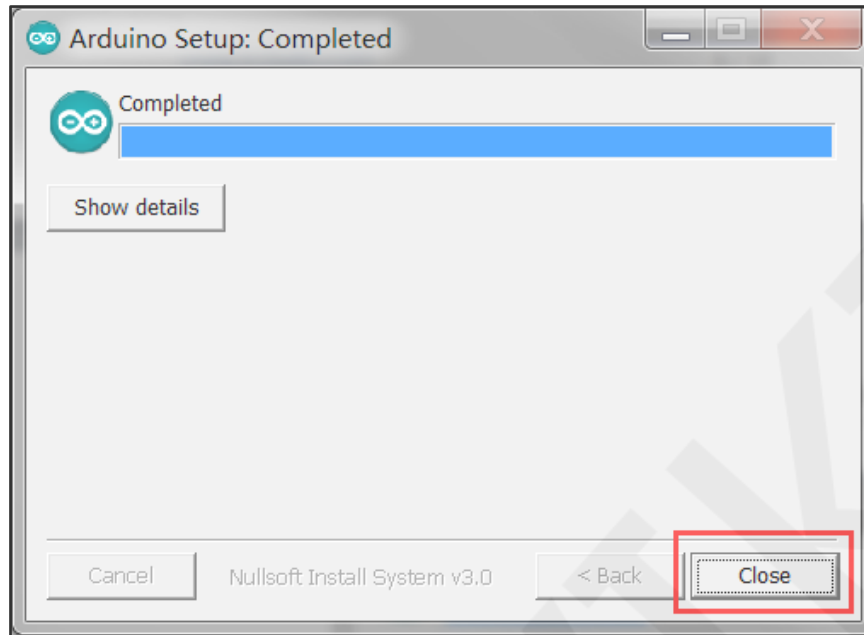 Arduino Setup: Completed
Completed
Show details
Cancel
Nullsoft Install System v3.0
< Back
Close